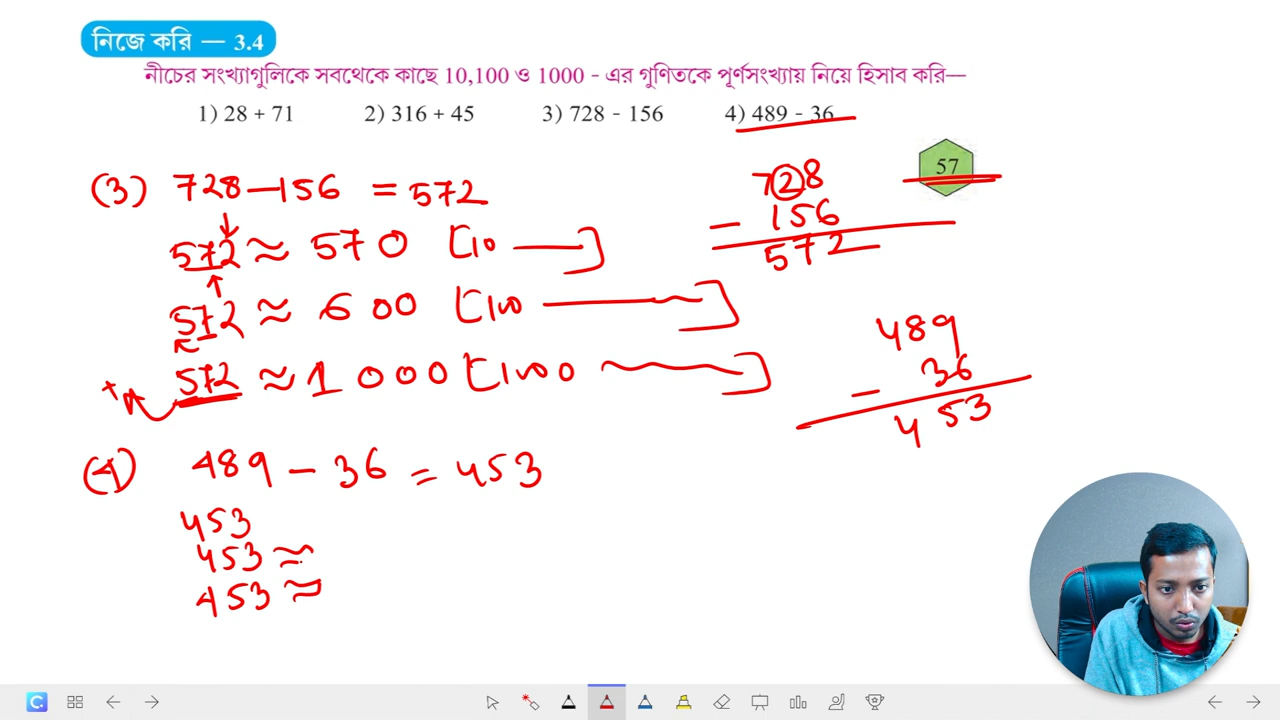 নিজে করি — 3.4
নীচের সংখ্যাগুলিকে সবথেকে কাছে 10,100 ও 1000 - এর গুণিতকে পূর্ণসংখ্যায় নিয়ে হিসাব করি—
1) 28 + 71 2) 316 + 45 3) 728 - 156 4) 489 - 36
57
(3) 728 - 156 = 572
572 ≈ 570 [10 ]
572 ≈ 600 [100 ]
572 ≈ 1000 [1000 ]
728
- 156
572
489
- 36
453
(4) 489 - 36 = 453
453
453 ≈
453 ≈